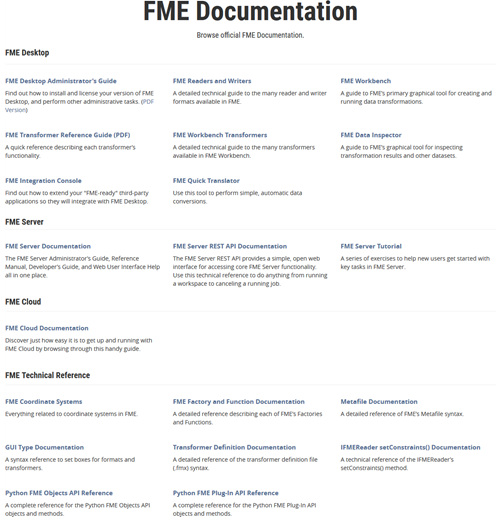 FME Documentation
Browse official FME Documentation.
FME Desktop
FME Desktop Administrator's Guide
Find out how to install and license your version of FME
Desktop, and perform other administrative tasks. (PDF
Version)
FME Readers and Writers
A detailed technical guide to the many reader and writer
formats available in FME.
FME Workbench
A guide to FME's primary graphical tool for creating and
running data transformations.
FME Transformer Reference Guide (PDF)
A quick reference describing each transformer's
functionality.
FME Workbench Transformers
A detailed technical guide to the many transformers
available in FME Workbench.
FME Data Inspector
A guide to FME's graphical tool for inspecting
transformation results and other datasets.
FME Integration Console
Find out how to extend your "FME-ready" third-party
applications so they will integrate with FME Desktop.
FME Quick Translator
Use this tool to perform simple, automatic data
conversions.
FME Server
FME Server Documentation
The FME Server Administrator's Guide, Reference
Manual, Developer's Guide, and Web User Interface Help
all in one place.
FME Server REST API Documentation
The FME Server REST API provides a simple, open web
interface for accessing core FME Server functionality.
Use this technical reference to do anything from running
a workspace to canceling a running job.
FME Server Tutorial
A series of exercises to help new users get started with
key tasks in FME Server.
FME Cloud
FME Cloud Documentation
Discover just how easy it is to get up and running with
FME Cloud by browsing through this handy guide.
FME Technical Reference
FME Coordinate Systems
Everything related to coordinate systems in FME.
FME Factory and Function Documentation
A detailed reference describing each of FME's Factories
and Functions.
Metafile Documentation
A detailed reference of FME's Metafile syntax.
GUI Type Documentation
A syntax reference to set boxes for formats and
transformers.
Transformer Definition Documentation
A detailed reference of the transformer definition file
(.fmx) syntax.
IFMEReader setConstraints() Documentation
A technical reference of the IFMEReader's
setConstraints() method.
Python FME Objects API Reference
A complete reference for the Python FME Objects API
objects and methods.
Python FME Plug-In API Reference
A complete reference for the Python FME Plug-In API
objects and methods.